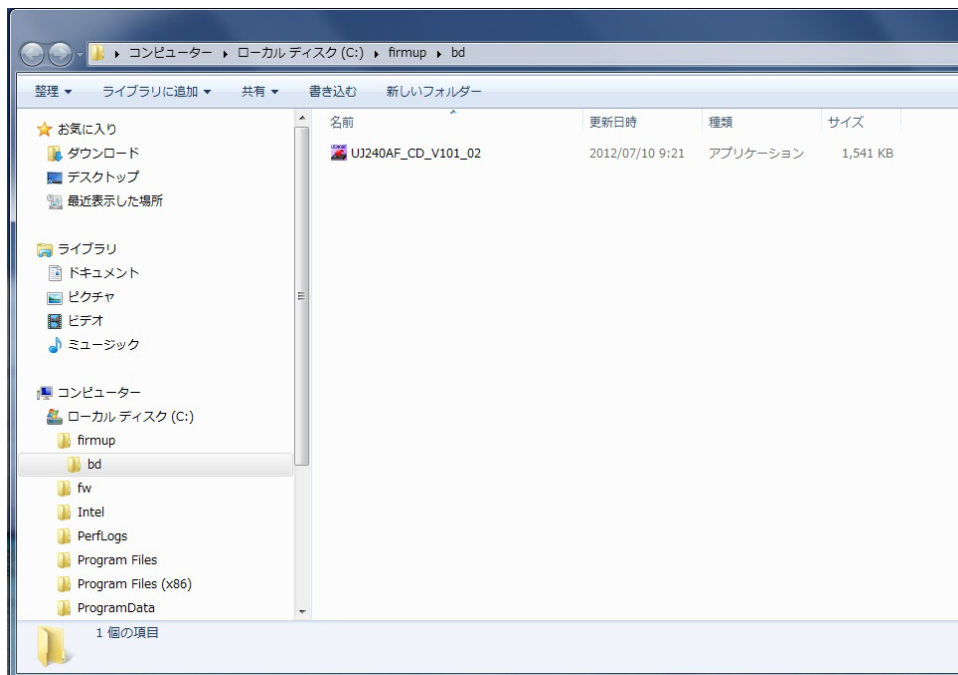 コンピューター ローカル ディスク (C:) firmup bd
整理 ライブラリに追加 共有 書き込む 新しいフォルダー
お気に入り
ダウンロード
デスクトップ
最近表示した場所
ライブラリ
ドキュメント
ピクチャ
ビデオ
ミュージック
コンピューター
ローカル ディスク (C:)
firmup
bd
fw
Intel
PerfLogs
Program Files
Program Files (x86)
ProgramData
名前 更新日時 種類 サイズ
UJ240AF_CD_V101_02 2012/07/10 9:21 アプリケーション 1,541 KB
1 個の項目